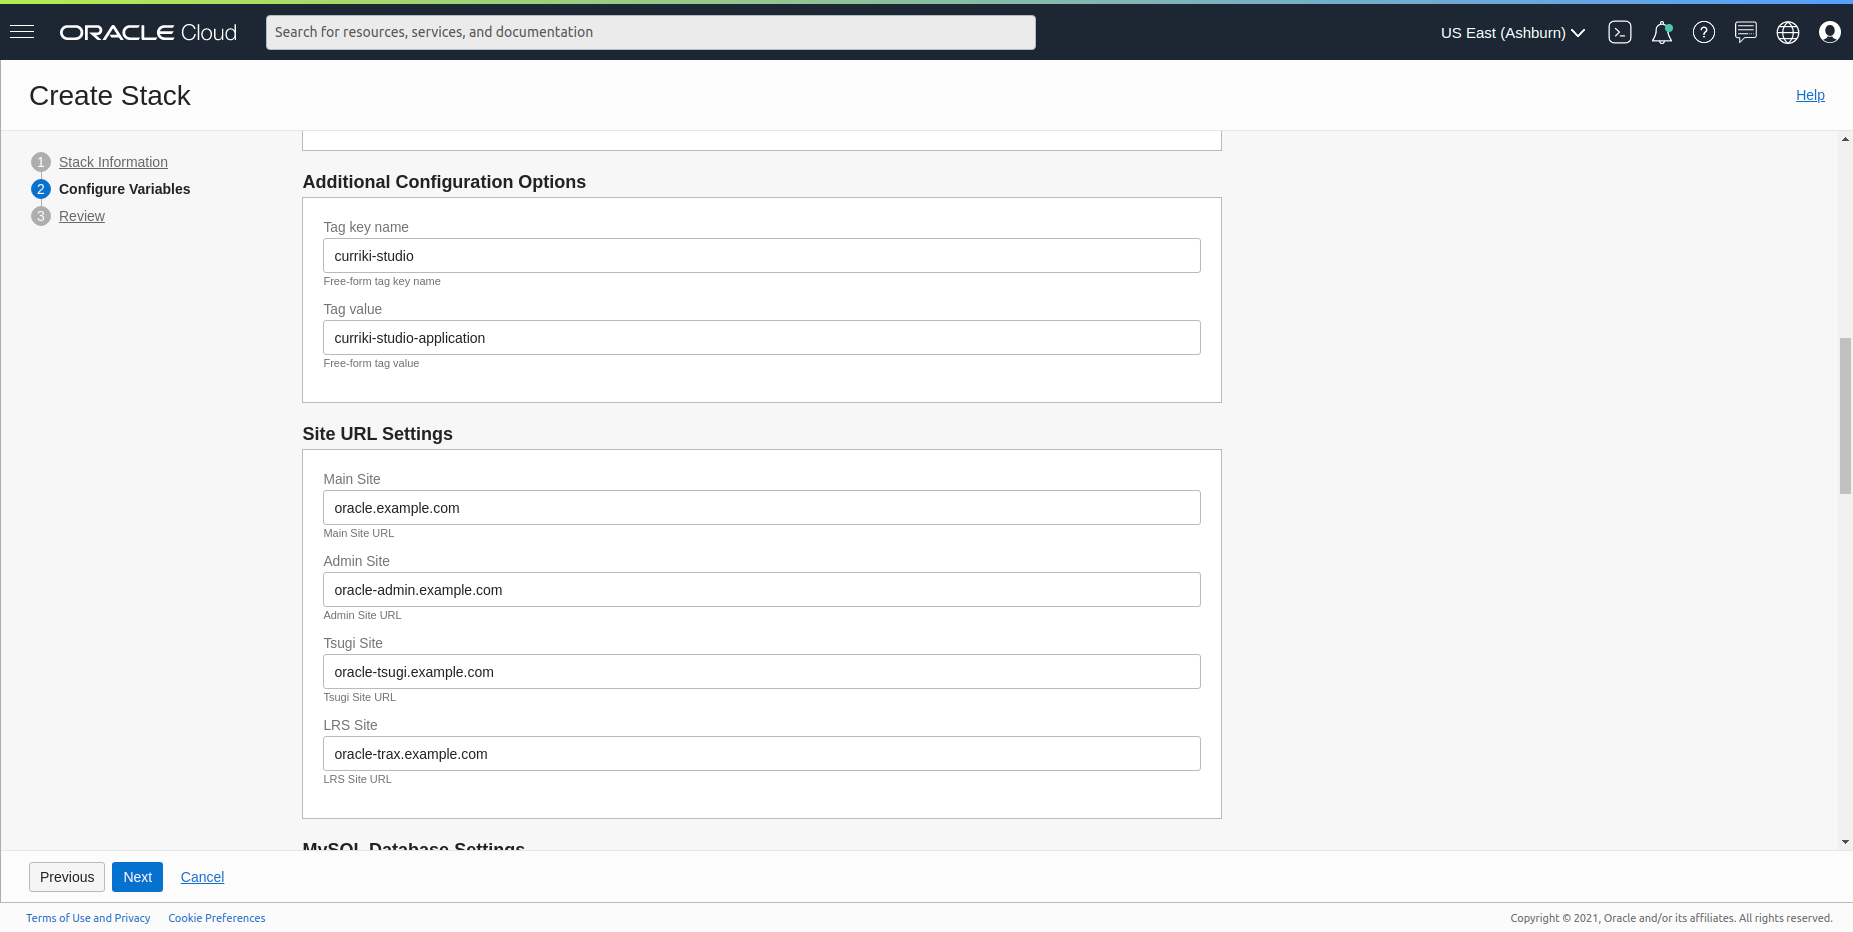 ORACLE Cloud
Search for resources, services, and documentation
US East (Ashburn)
Create Stack
Help
1 Stack Information
2 Configure Variables
3 Review
Additional Configuration Options
Tag key name
curriki-studio
Free-form tag key name
Tag value
curriki-studio-application
Free-form tag value
Site URL Settings
Main Site
oracle.example.com
Main Site URL
Admin Site
oracle-admin.example.com
Admin Site URL
Tsugi Site
oracle-tsugi.example.com
Tsugi Site URL
LRS Site
oracle-trax.example.com
LRS Site URL
MySQL Database Settings
Previous Next Cancel
Terms of Use and Privacy Cookie Preferences
Copyright © 2021, Oracle and/or its affiliates. All rights reserved.